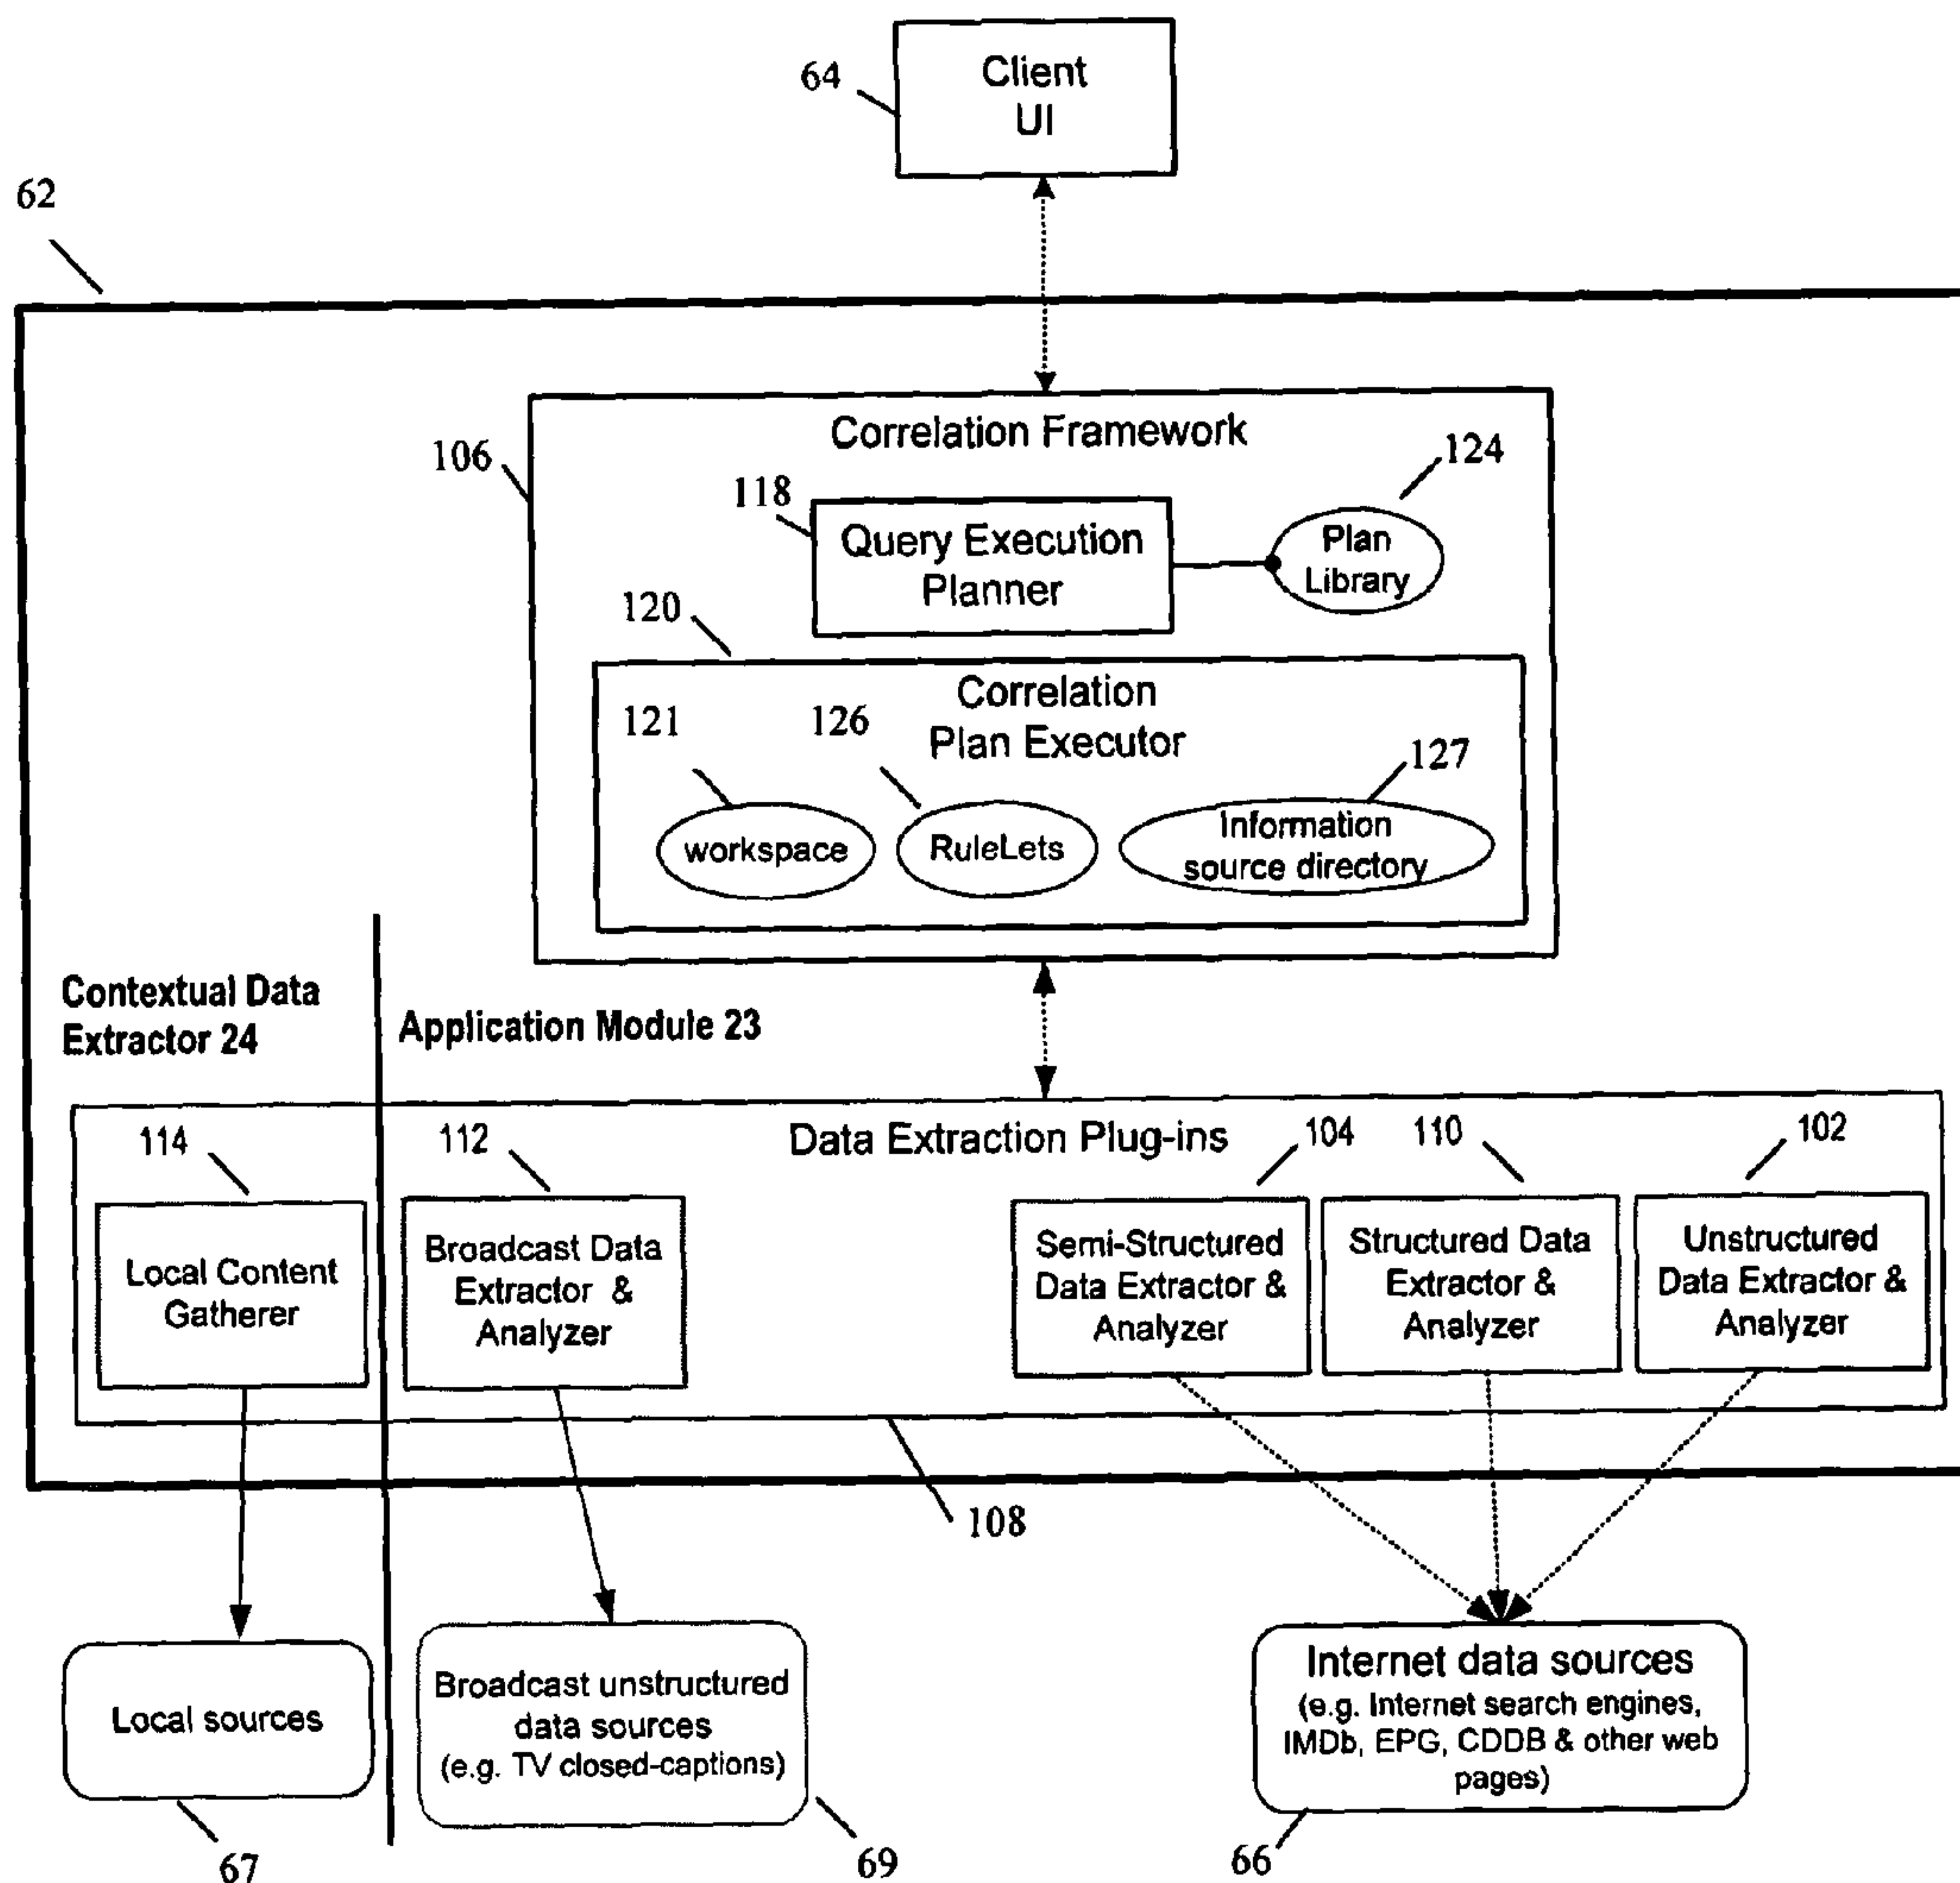 64
Client
UI
62
Correlation Framework
106
124
118
Query Execution
Planner
Plan
Library
120
Correlation
Plan Executor
121
126
127
workspace
RuleLets
Information
source directory
Contextual Data
Extractor 24
Application Module 23
114
112
Data Extraction Plug-ins
104
110
102
Local Content
Gatherer
Broadcast Data
Extractor &
Analyzer
Semi-Structured
Data Extractor &
Analyzer
Structured Data
Extractor &
Analyzer
Unstructured
Data Extractor &
Analyzer
108
Local sources
Broadcast unstructured
data sources
(e.g. TV closed-captions)
Internet data sources
(e.g. Internet search engines,
IMDb, EPG, CDDB & other web
pages)
67
69
66